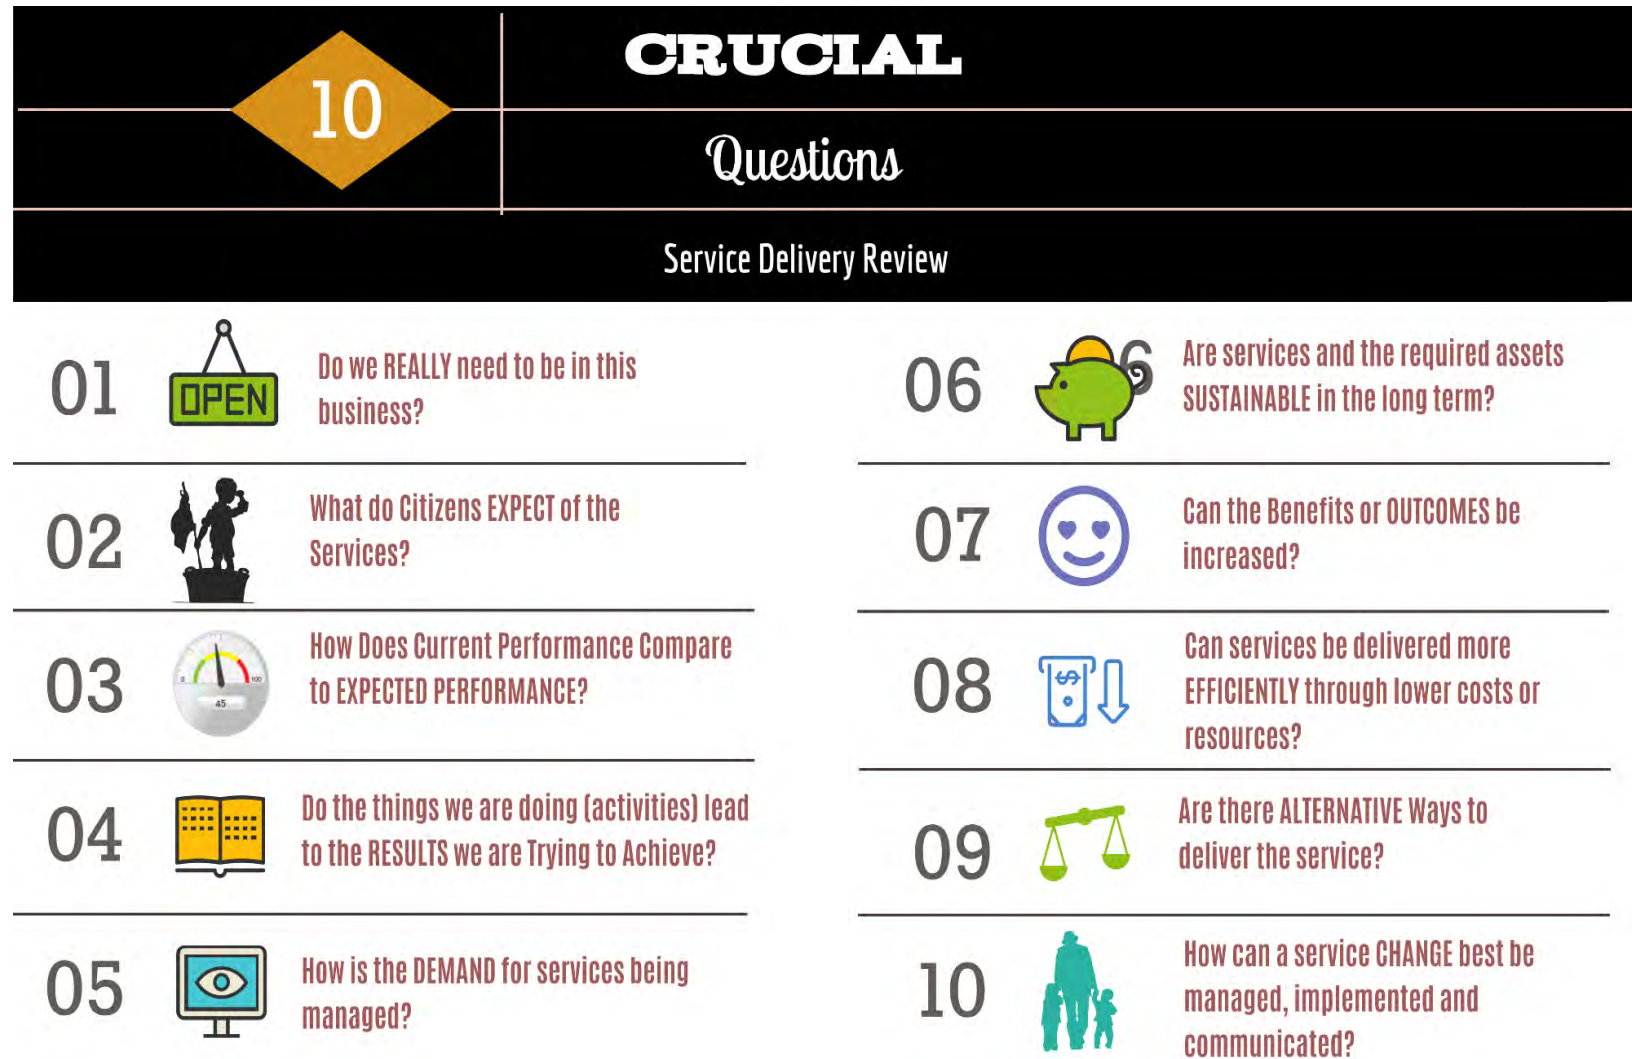 10
CRUCIAL
Questions
Service Delivery Review
01
OPEN
Do we REALLY need to be in this
business?
02
What do Citizens EXPECT of the
Services?
03
0
100
45
How Does Current Performance Compare
to EXPECTED PERFORMANCE?
04
Do the things we are doing (activities) lead
to the RESULTS we are Trying to Achieve?
05
How is the DEMAND for services being
managed?
06
6
Are services and the required assets
SUSTAINABLE in the long term?
07
Can the Benefits or OUTCOMES be
increased?
08
$
Can services be delivered more
EFFICIENTLY through lower costs or
resources?
09
Are there ALTERNATIVE Ways to
deliver the service?
10
How can a service CHANGE best be
managed, implemented and
communicated?